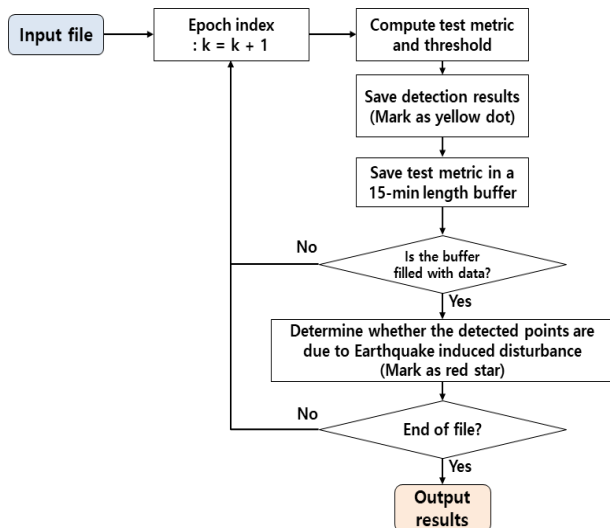 Input file
Epoch index
: k = k + 1
Compute test metric
and threshold
Save detection results
(Mark as yellow dot)
Save test metric in a
15-min length buffer
No
Is the buffer
filled with data?
Yes
Determine whether the detected points are
due to Earthquake induced disturbance
(Mark as red star)
No
End of file?
Yes
Output
results